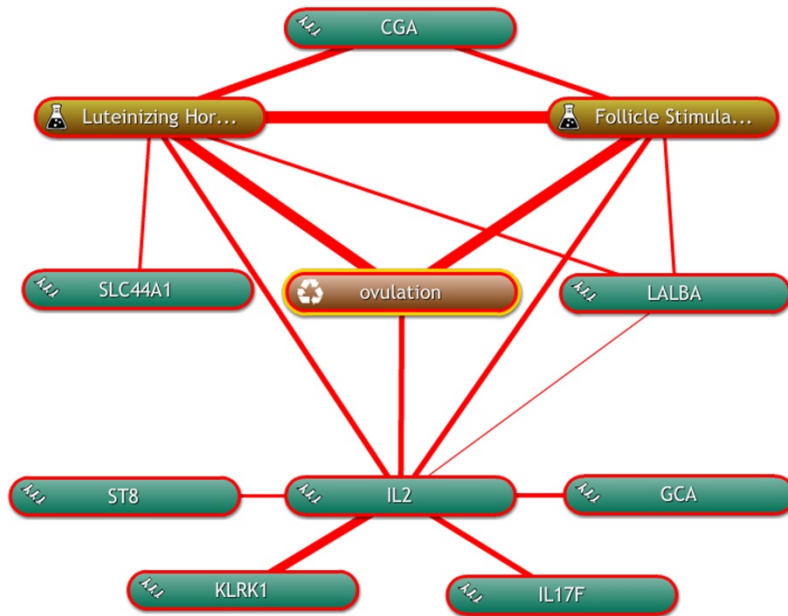 CGA
Luteinizing Hor...
Follicle Stimula...
SLC44A1
ovulation
LALBA
ST8
IL2
GCA
KLRK1
IL17F